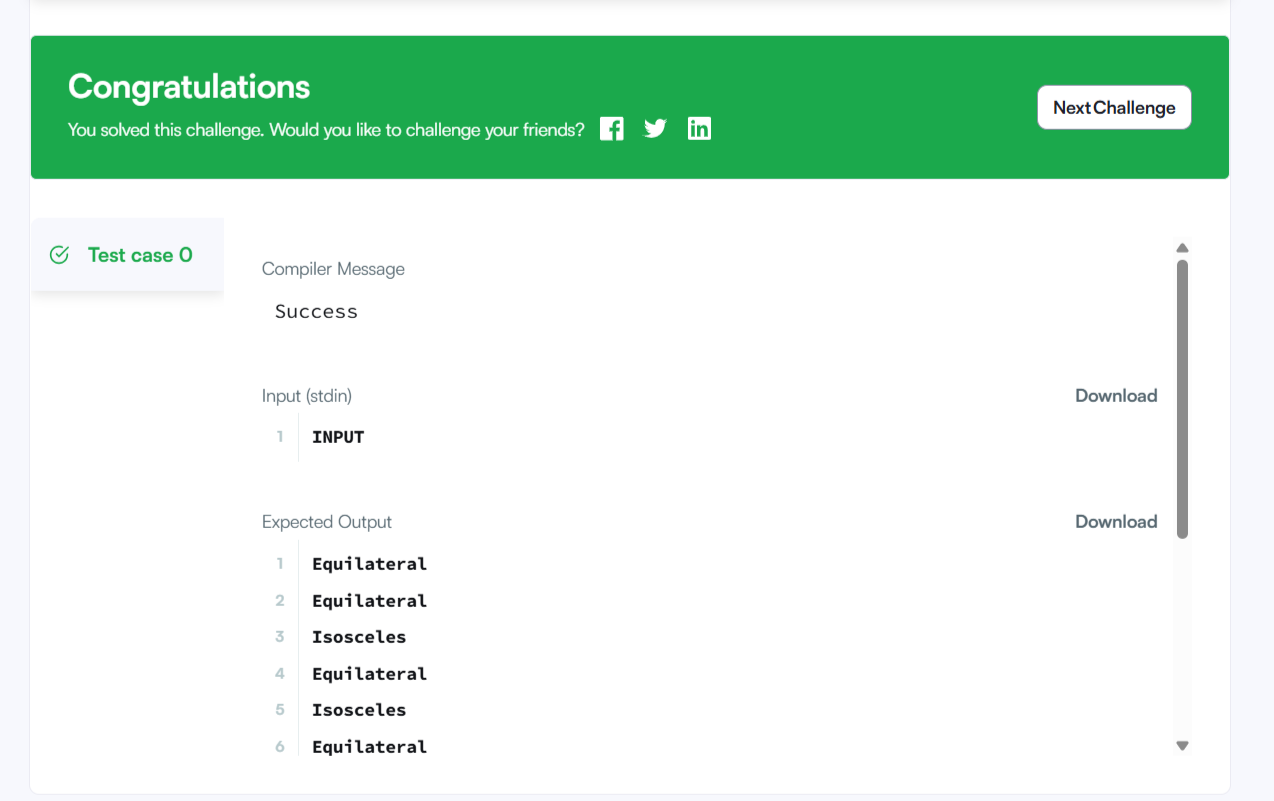 Congratulations
You solved this challenge. Would you like to challenge your friends?
Next Challenge
Test case 0
Compiler Message
Success
Input (stdin)
Download
1 INPUT
Expected Output
Download
1 Equilateral
2 Equilateral
3 Isosceles
4 Equilateral
5 Isosceles
6 Equilateral